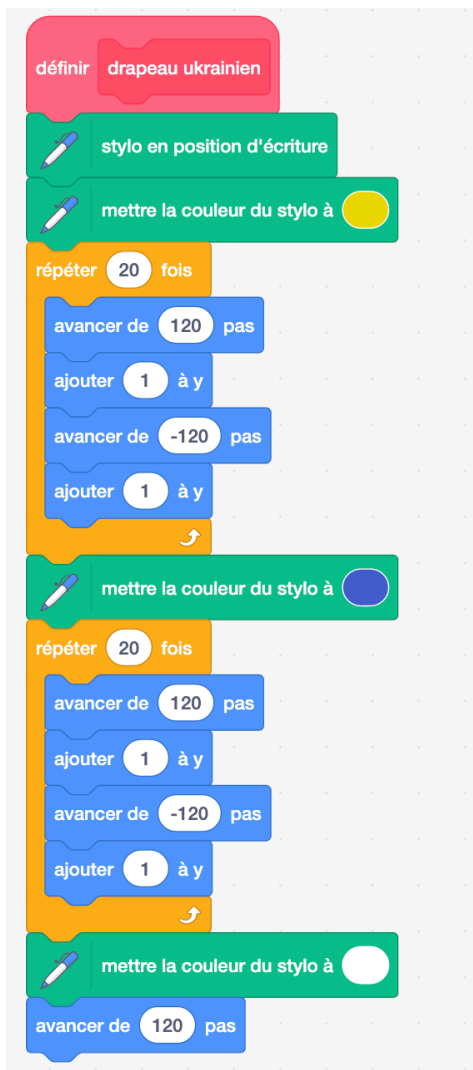 définir drapeau ukrainien
stylo en position d'écriture
mettre la couleur du stylo à
répéter 20 fois
avancer de 120 pas
ajouter 1 à y
avancer de -120 pas
ajouter 1 à y
mettre la couleur du stylo à
répéter 20 fois
avancer de 120 pas
ajouter 1 à y
avancer de -120 pas
ajouter 1 à y
mettre la couleur du stylo à
avancer de 120 pas